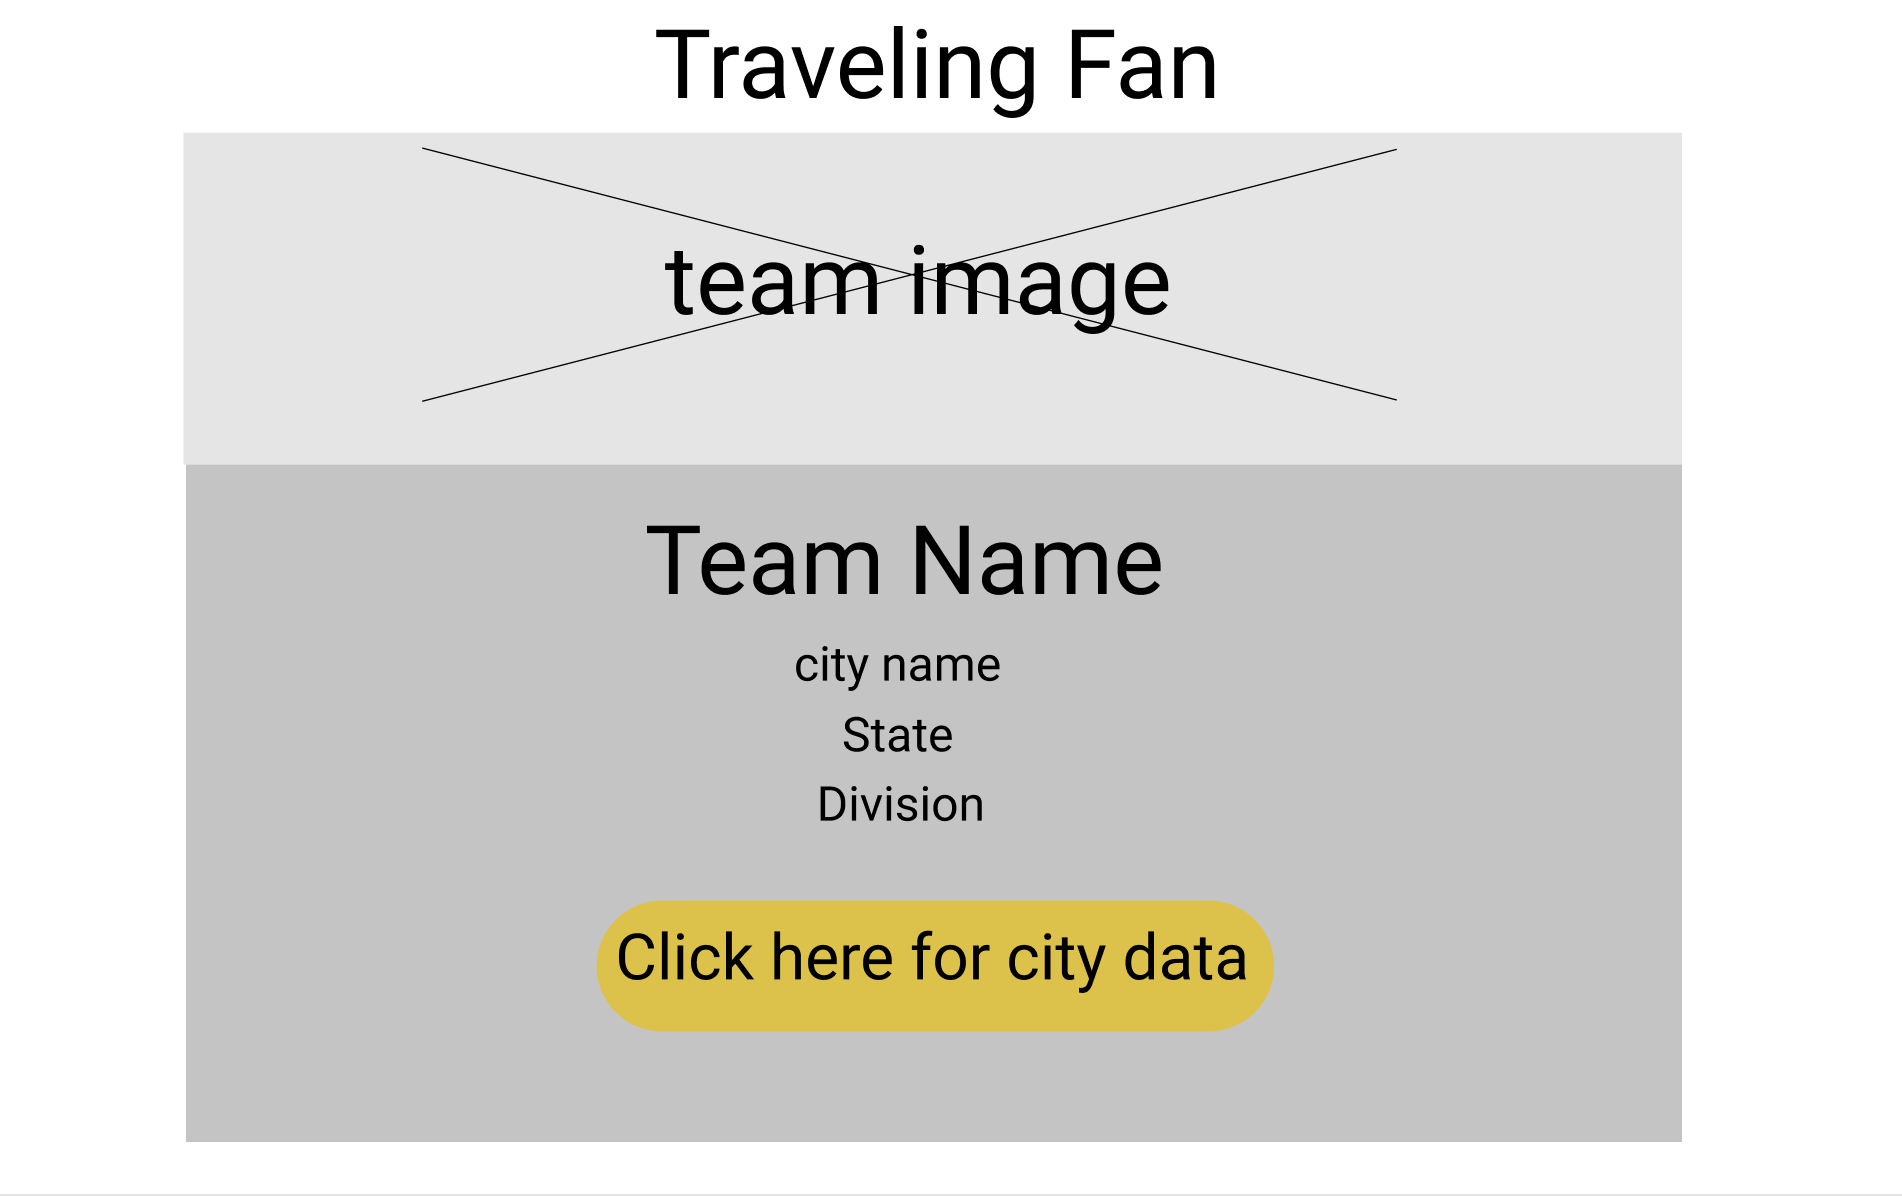 Traveling Fan
team image
Team Name
city name
State
Division
Click here for city data